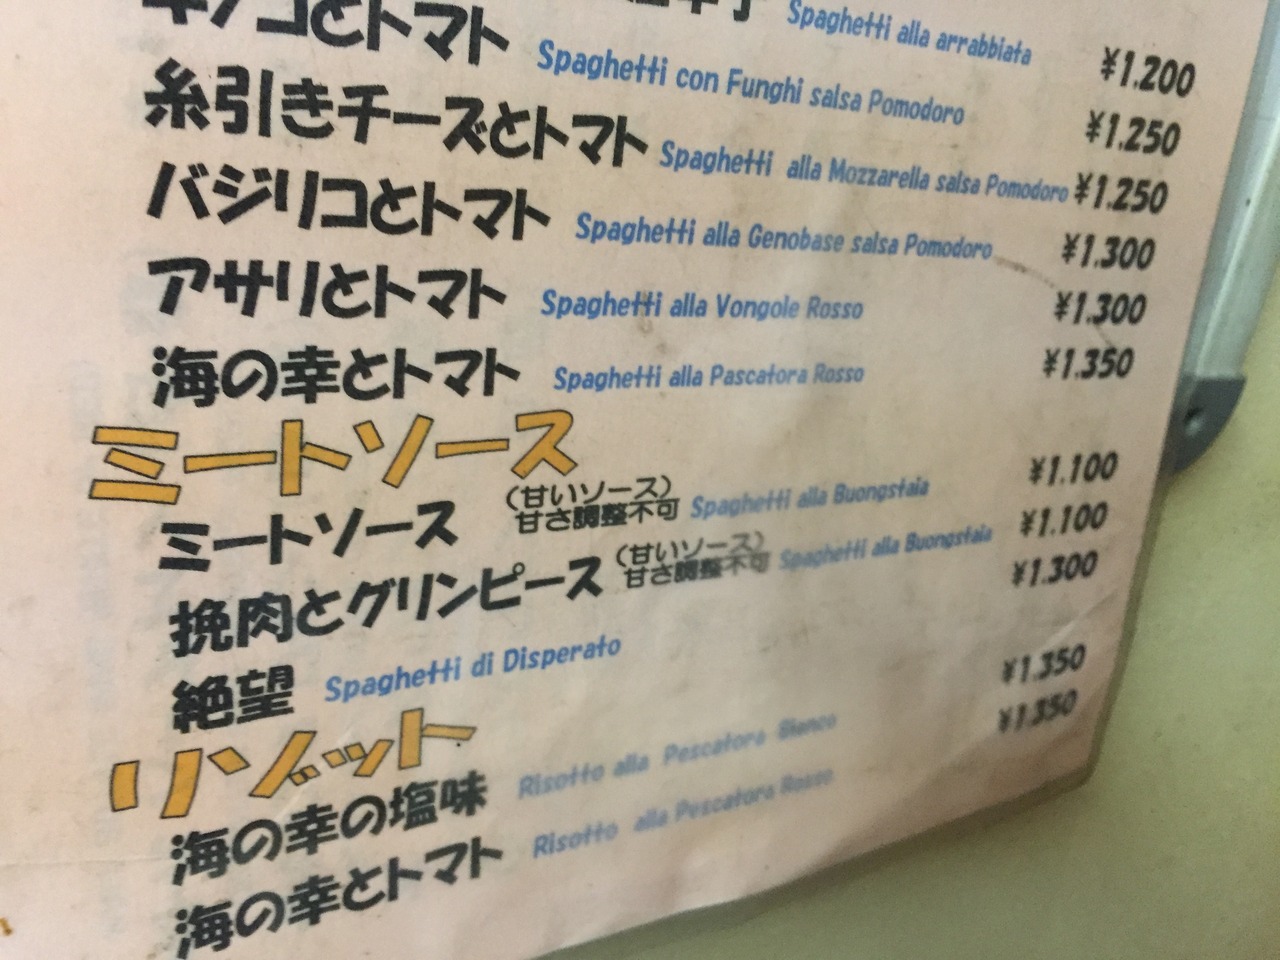 Spaghetti alla arrabbiata ¥1.200
キノコとトマト Spaghetti con Funghi salsa Pomodoro ¥1.250
糸引きチーズとトマト Spaghetti alla Mozzarella salsa Pomodoro ¥1.250
バジリコとトマト Spaghetti alla Genobase salsa Pomodoro ¥1.300
アサリとトマト Spaghetti alla Vongole Rosso ¥1.300
海の幸とトマト Spaghetti alla Pascatora Rosso ¥1.350
ミートソース
ミートソース (甘いソース) 甘さ調整不可 Spaghetti alla Buongstaia ¥1.100
挽肉とグリンピース (甘いソース) 甘さ調整不可 Spaghetti alla Buongstaia ¥1.100
絶望 Spaghetti di Disperato ¥1.300
リゾット
海の幸の塩味 Risotto alla Pescatora Bianco ¥1.350
海の幸とトマト Risotto alla Pescatora Rosso ¥1.350